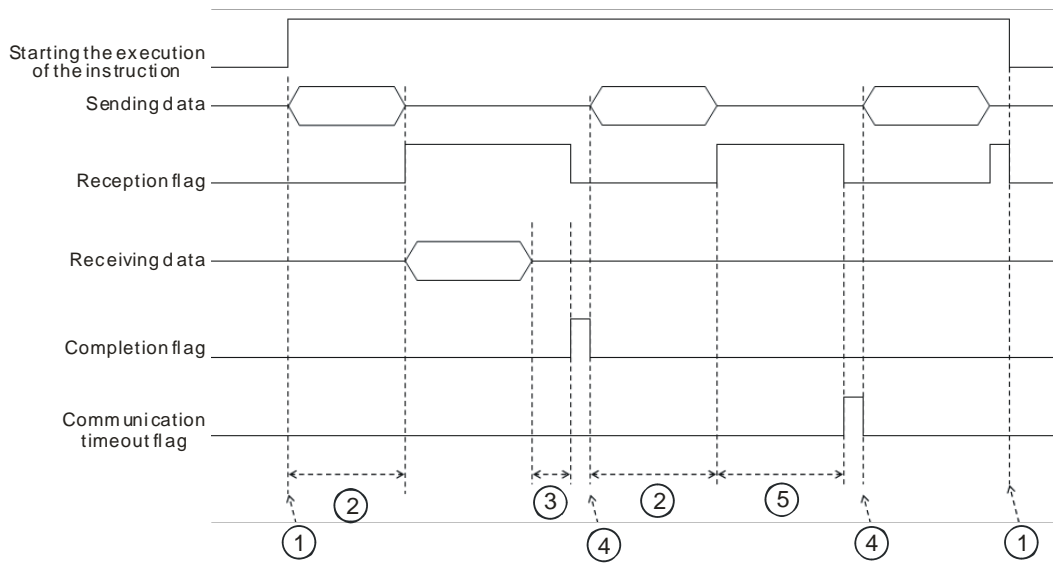 Starting the execution
of the instruction
Sending data
Reception flag
Receiving data
Completion flag
Communication
timeout flag
② ③ ② ⑤
① ④ ④ ①